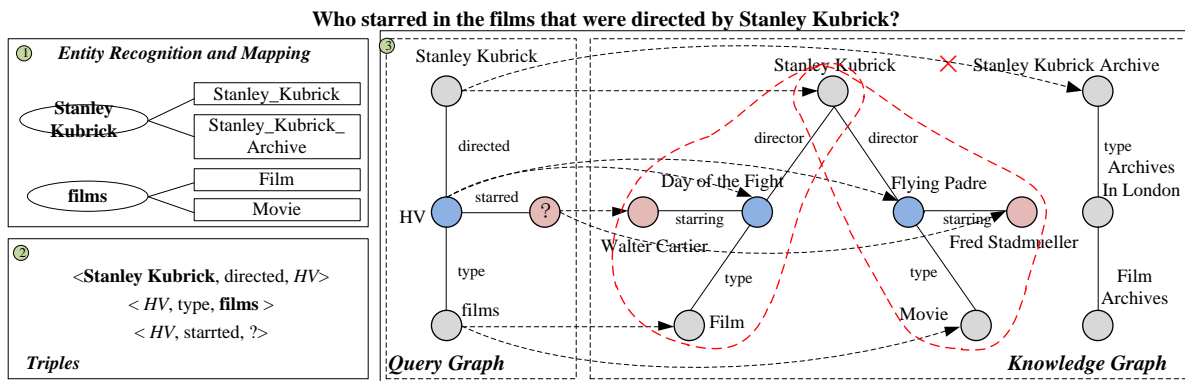 Who starred in the films that were directed by Stanley Kubrick?
1
Entity Recognition and Mapping
Stanley
Kubrick
Stanley_Kubrick
Stanley_Kubrick_
Archive
films
Film
Movie
2
<Stanley Kubrick, directed, HV>
< HV, type, films >
< HV, starrted, ?>
Triples
3
Stanley Kubrick
directed
starred
HV
?
type
films
Query Graph
Stanley Kubrick
Stanley Kubrick Archive
director
director
type
Archives
In London
Day of the Fight
Flying Padre
starring
starring
Walter Cartier
Fred Stadmueller
type
type
Film
Archives
Film
Movie
Knowledge Graph